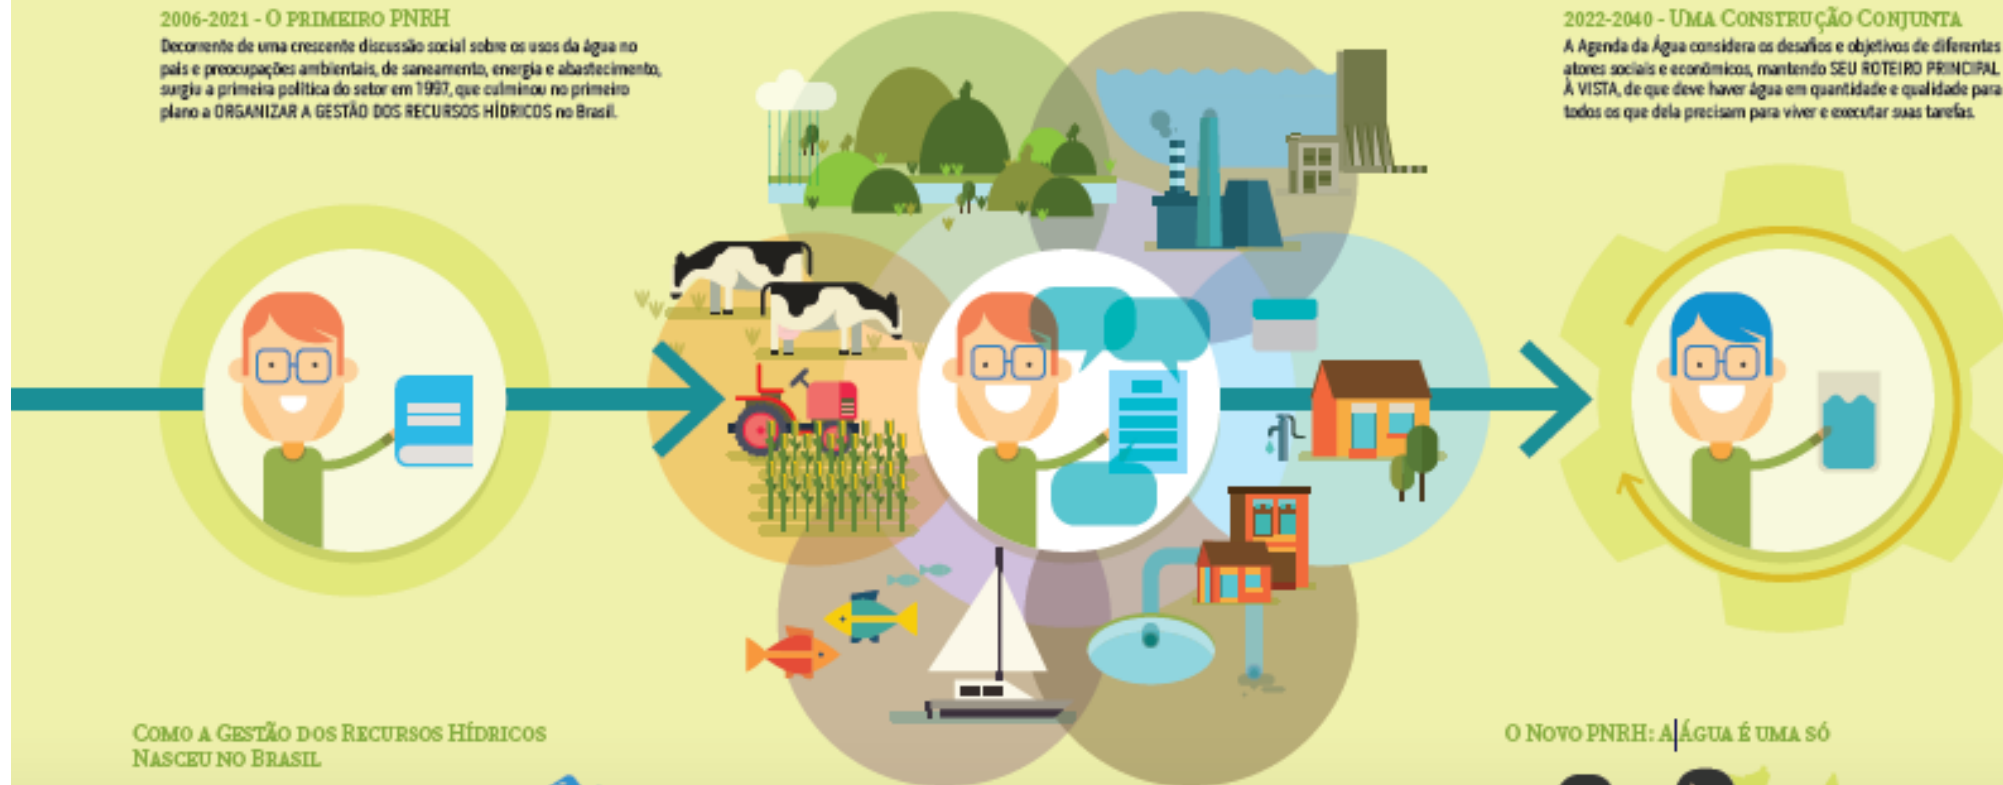 2006-2021 - O PRIMEIRO PNRH
Decorrente de uma crescente discussão social sobre os usos da água no
país e preocupações ambientais, de saneamento, energia e abastecimento,
surgiu a primeira política do setor em 1997, que culminou no primeiro
plano a ORGANIZAR A GESTÃO DOS RECURSOS HÍDRICOS no Brasil.
2022-2040 - UMA CONSTRUÇÃO CONJUNTA
A Agenda da Água considera os desafios e objetivos de diferentes
atores sociais e econômicos, mantendo SEU ROTEIRO PRINCIPAL
À VISTA, de que deve haver água em quantidade e qualidade para
todos os que dela precisam para viver e executar suas tarefas.
COMO A GESTÃO DOS RECURSOS HÍDRICOS
NASCEU NO BRASIL
O NOVO PNRH: A ÁGUA É UMA SÓ